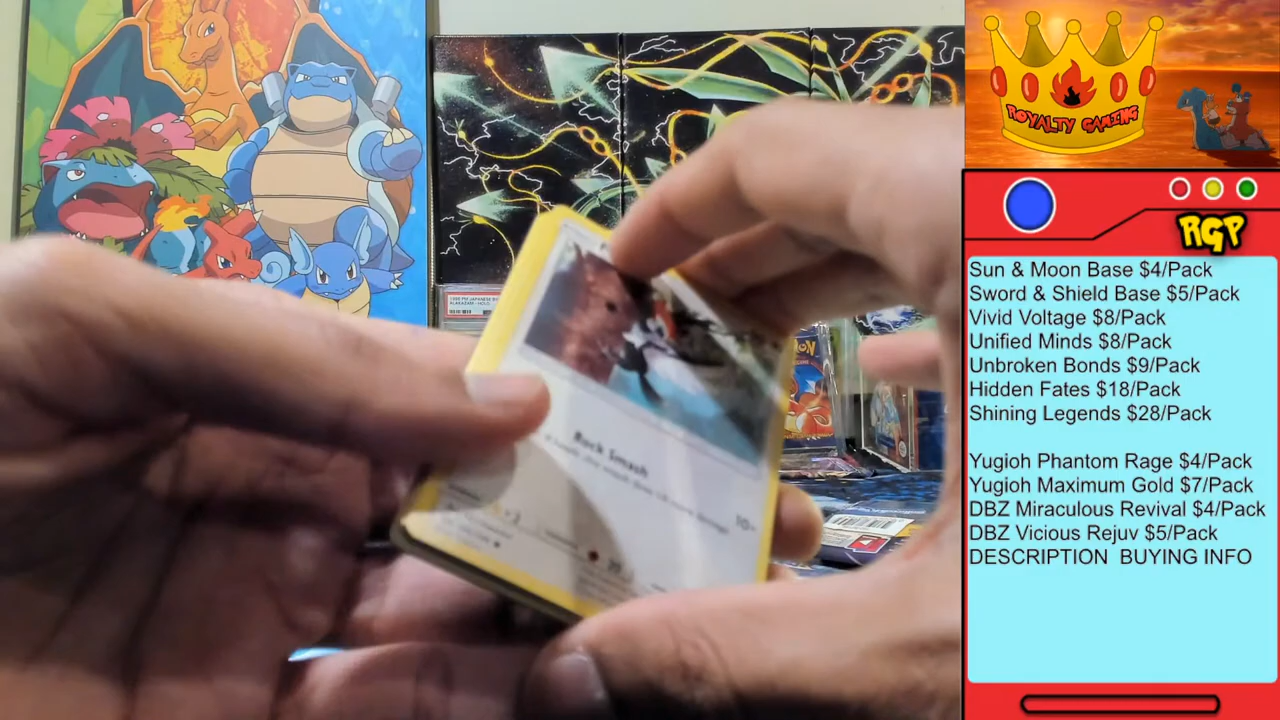 ROYALTY GAMING
RGP
Sun & Moon Base $4/Pack
Sword & Shield Base $5/Pack
Vivid Voltage $8/Pack
Unified Minds $8/Pack
Unbroken Bonds $9/Pack
Hidden Fates $18/Pack
Shining Legends $28/Pack
Yugioh Phantom Rage $4/Pack
Yugioh Maximum Gold $7/Pack
DBZ Miraculous Revival $4/Pack
DBZ Vicious Rejuv $5/Pack
DESCRIPTION BUYING INFO
Rock Smash